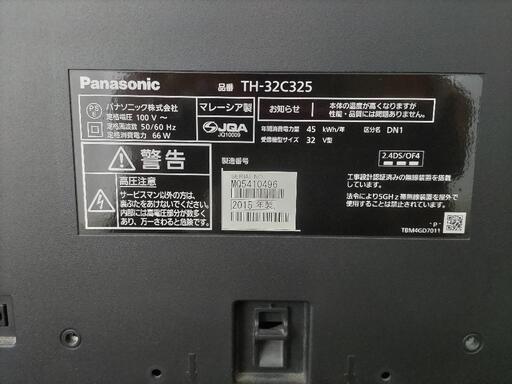 Panasonic
品番 TH-32C325
パナソニック株式会社
定格電圧 100 V〜
定格周波数 50/60 Hz
定格消費電力 66 W
マレーシア製
JQA
JQ10009
お知らせ
本体の温度が高くなりますが
性能・品質には問題ありません。
年間消費電力量 45 kWh/年 区分名 DN1
受信機型サイズ 32 V型
警告
高圧注意
サービスマン以外の方は、
裏ぶたをあけないでください。
内部には高電圧部分が数多く
あり、万一さわると危険です。
製造番号
SERIAL NO.
MQ5410496
2015 年製
2.4DS/OF4
工事設計認証済みの無線装置を搭載
しています。
法令により5GHz帯無線装置を屋外で
使用することは禁止されています。
- P -
TBM4GD7011